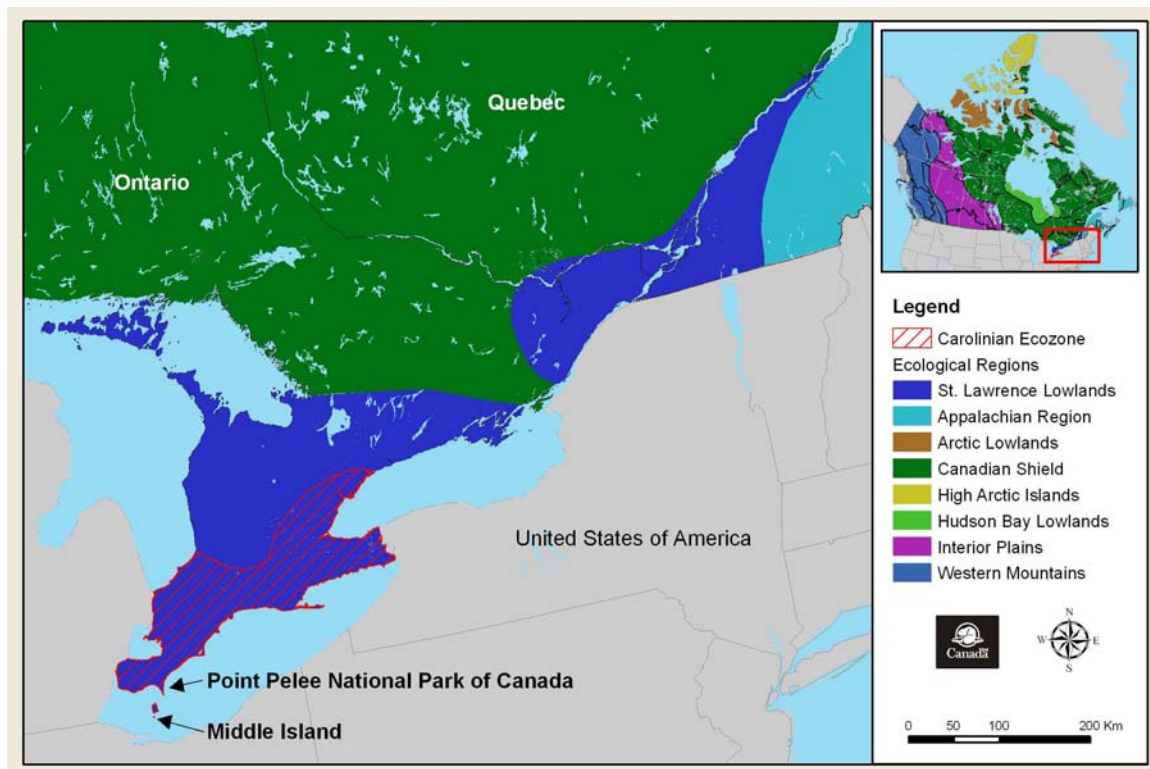 Quebec
Ontario
United States of America
Point Pelee National Park of Canada
Middle Island
Legend
Carolinian Ecozone
Ecological Regions
St. Lawrence Lowlands
Appalachian Region
Arctic Lowlands
Canadian Shield
High Arctic Islands
Hudson Bay Lowlands
Interior Plains
Western Mountains
Canada
N
W E
S
0 50 100 200 Km